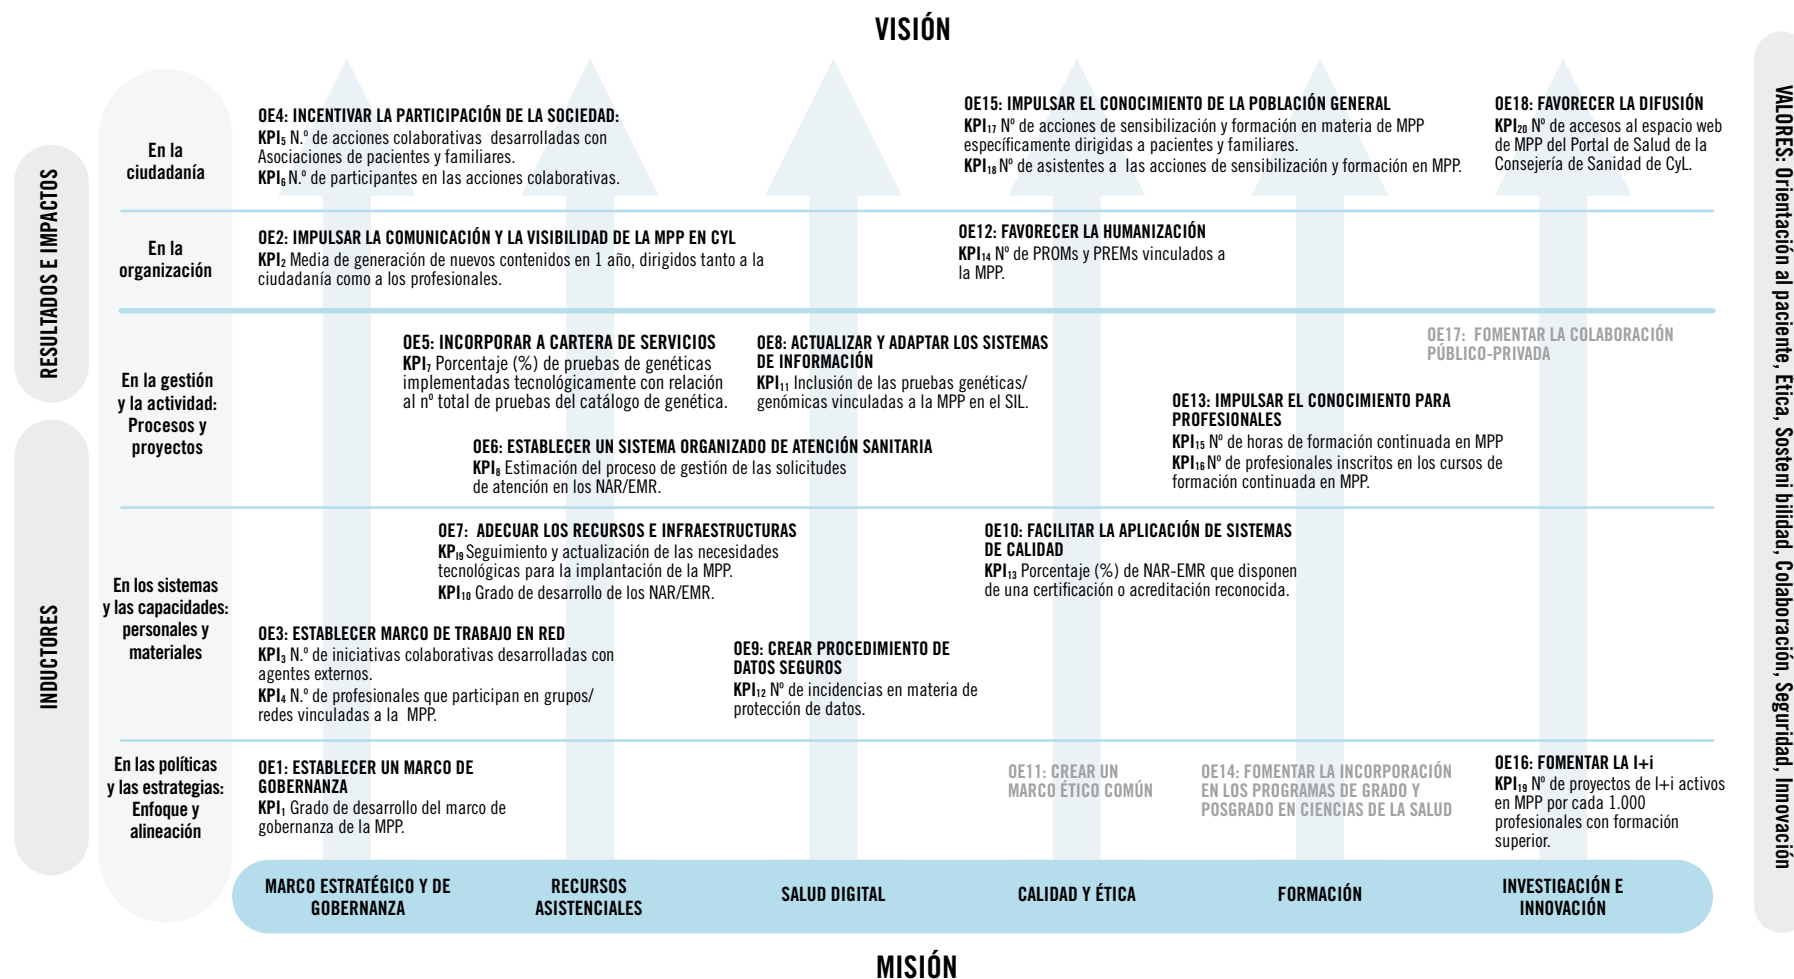 VISIÓN
RESULTADOS E IMPACTOS
INDUCTORES
En la
ciudadanía
OE4: INCENTIVAR LA PARTICIPACIÓN DE LA SOCIEDAD:
KPI5 N.º de acciones colaborativas desarrolladas con
Asociaciones de pacientes y familiares.
KPI6 N.º de participantes en las acciones colaborativas.
OE15: IMPULSAR EL CONOCIMIENTO DE LA POBLACIÓN GENERAL
KPI17 Nº de acciones de sensibilización y formación en materia de MPP
específicamente dirigidas a pacientes y familiares.
KPI18 Nº de asistentes a las acciones de sensibilización y formación en MPP.
OE18: FAVORECER LA DIFUSIÓN
KPI20 Nº de accesos al espacio web
de MPP del Portal de Salud de la
Consejería de Sanidad de CyL.
En la
organización
OE2: IMPULSAR LA COMUNICACIÓN Y LA VISIBILIDAD DE LA MPP EN CYL
KPI2 Media de generación de nuevos contenidos en 1 año, dirigidos tanto a la
ciudadanía como a los profesionales.
OE12: FAVORECER LA HUMANIZACIÓN
KPI14 Nº de PROMs y PREMs vinculados a
la MPP.
En la gestión
y la actividad:
Procesos y
proyectos
OE5: INCORPORAR A CARTERA DE SERVICIOS
KPI7 Porcentaje (%) de pruebas de genéticas
implementadas tecnológicamente con relación
al nº total de pruebas del catálogo de genética.
OE8: ACTUALIZAR Y ADAPTAR LOS SISTEMAS
DE INFORMACIÓN
KPI11 Inclusión de las pruebas genéticas/
genómicas vinculadas a la MPP en el SIL.
OE17: FOMENTAR LA COLABORACIÓN
PÚBLICO-PRIVADA
OE13: IMPULSAR EL CONOCIMIENTO PARA
PROFESIONALES
KPI15 Nº de horas de formación continuada en MPP
KPI16 Nº de profesionales inscritos en los cursos de
formación continuada en MPP.
OE6: ESTABLECER UN SISTEMA ORGANIZADO DE ATENCIÓN SANITARIA
KPI8 Estimación del proceso de gestión de las solicitudes
de atención en los NAR/EMR.
En los sistemas
y las capacidades:
personales y
materiales
OE7: ADECUAR LOS RECURSOS E INFRAESTRUCTURAS
KPI9 Seguimiento y actualización de las necesidades
tecnológicas para la implantación de la MPP.
KPI10 Grado de desarrollo de los NAR/EMR.
OE10: FACILITAR LA APLICACIÓN DE SISTEMAS
DE CALIDAD
KPI13 Porcentaje (%) de NAR-EMR que disponen
de una certificación o acreditación reconocida.
OE3: ESTABLECER MARCO DE TRABAJO EN RED
KPI3 N.º de iniciativas colaborativas desarrolladas con
agentes externos.
KPI4 N.º de profesionales que participan en grupos/
redes vinculadas a la MPP.
OE9: CREAR PROCEDIMIENTO DE
DATOS SEGUROS
KPI12 Nº de incidencias en materia de
protección de datos.
En las políticas
y las estrategias:
Enfoque y
alineación
OE1: ESTABLECER UN MARCO DE
GOBERNANZA
KPI1 Grado de desarrollo del marco de
gobernanza de la MPP.
OE11: CREAR UN
MARCO ÉTICO COMÚN
OE14: FOMENTAR LA INCORPORACIÓN
EN LOS PROGRAMAS DE GRADO Y
POSGRADO EN CIENCIAS DE LA SALUD
OE16: FOMENTAR LA I+i
KPI19 Nº de proyectos de I+i activos
en MPP por cada 1.000
profesionales con formación
superior.
MARCO ESTRATÉGICO Y DE
GOBERNANZA
RECURSOS
ASISTENCIALES
SALUD DIGITAL
CALIDAD Y ÉTICA
FORMACIÓN
INVESTIGACIÓN E
INNOVACIÓN
MISIÓN
VALORES: Orientación al paciente, Ética, Sosteni bilidad, Colaboración, Seguridad, Innovación